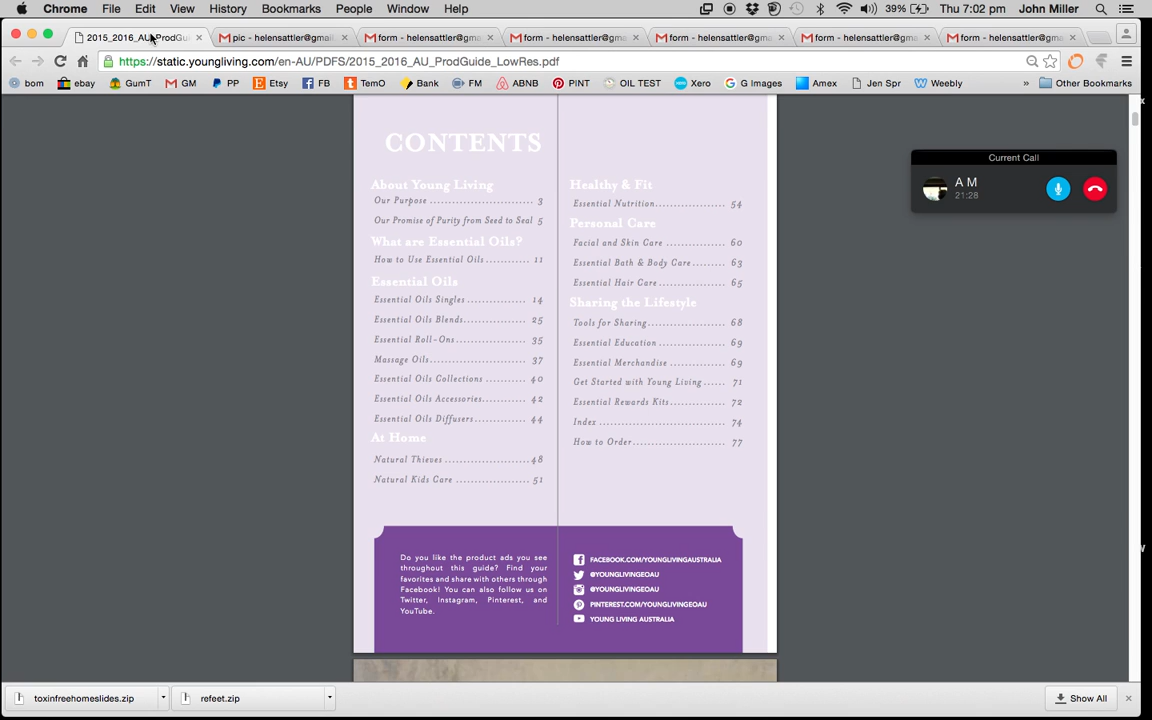 Chrome File Edit View History Bookmarks People Window Help 39% Thu 7:02 pm John Miller
2015_2016_AU_ProdGui
pic - helensattler@gmail
form - helensattler@gma
form - helensattler@gma
form - helensattler@gma
form - helensattler@gma
form - helensattler@gma
https://static.youngliving.com/en-AU/PDFS/2015_2016_AU_ProdGuide_LowRes.pdf
bom ebay GumT GM PP Etsy FB TemO Bank FM ABNB PINT OIL TEST Xero G Images Amex Jen Spr Weebly » Other Bookmarks
CONTENTS
About Young Living
Our Purpose 3
Our Promise of Purity from Seed to Seal 5
What are Essential Oils?
How to Use Essential Oils 11
Essential Oils
Essential Oils Singles 14
Essential Oils Blends 25
Essential Roll-Ons 35
Massage Oils 37
Essential Oils Collections 40
Essential Oils Accessories 42
Essential Oils Diffusers 44
At Home
Natural Thieves 48
Natural Kids Care 51
Healthy & Fit
Essential Nutrition 54
Personal Care
Facial and Skin Care 60
Essential Bath & Body Care 63
Essential Hair Care 65
Sharing the Lifestyle
Tools for Sharing 68
Essential Education 69
Essential Merchandise 69
Get Started with Young Living 71
Essential Rewards Kits 72
Index 74
How to Order 77
Do you like the product ads you see
throughout this guide? Find your
favorites and share with others through
Facebook! You can also follow us on
Twitter, Instagram, Pinterest, and
YouTube.
FACEBOOK.COM/YOUNGLIVINGAUSTRALIA
@YOUNGLIVINGEOAU
@YOUNGLIVINGEOAU
PINTEREST.COM/YOUNGLIVINGEOAU
YOUNG LIVING AUSTRALIA
Current Call
A M
21:28
toxinfreehomeslides.zip
refeet.zip
Show All